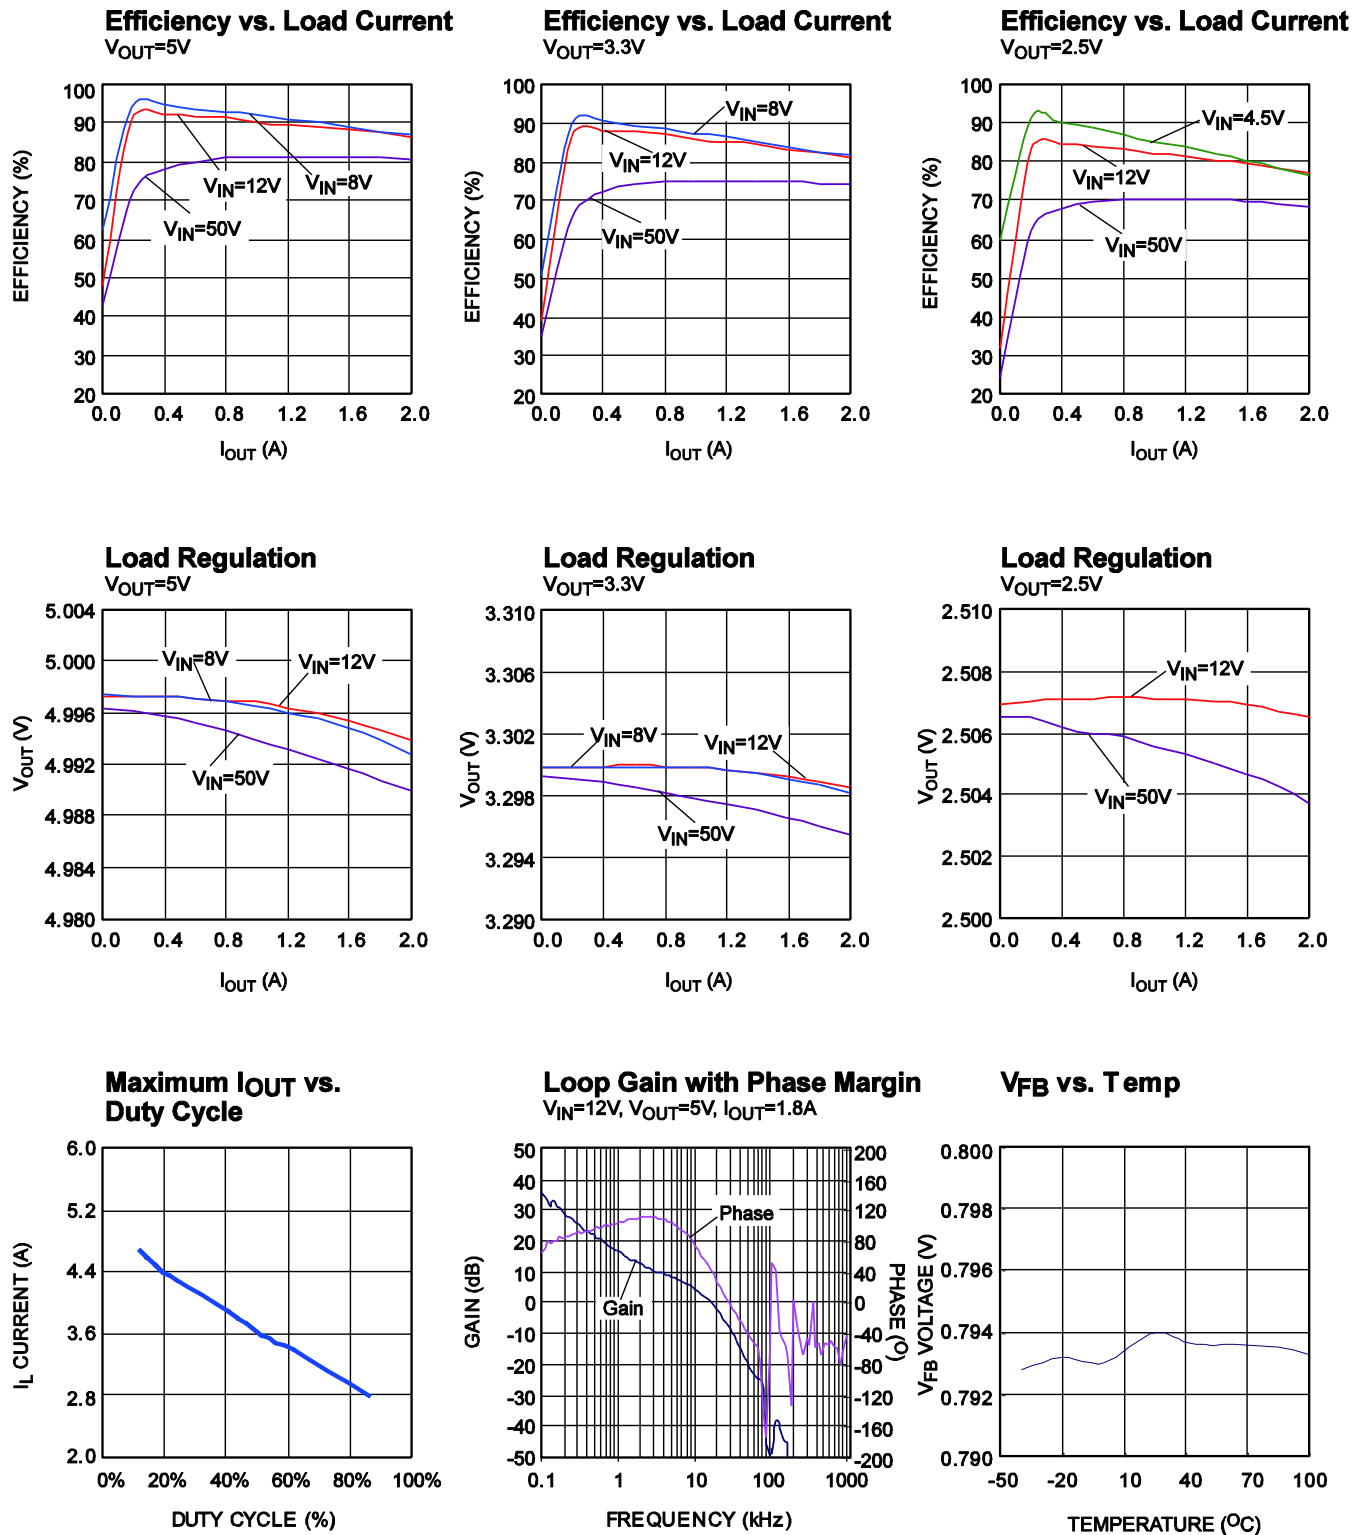 Efficiency vs. Load Current
VOUT=5V
100
90
80
70
60
50
40
30
20
EFFICIENCY (%)
VIN=12V
VIN=8V
VIN=50V
0.0 0.4 0.8 1.2 1.6 2.0
IOUT (A)
Efficiency vs. Load Current
VOUT=3.3V
100
90
80
70
60
50
40
30
20
EFFICIENCY (%)
VIN=8V
VIN=12V
VIN=50V
0.0 0.4 0.8 1.2 1.6 2.0
IOUT (A)
Efficiency vs. Load Current
VOUT=2.5V
100
90
80
70
60
50
40
30
20
EFFICIENCY (%)
VIN=4.5V
VIN=12V
VIN=50V
0.0 0.4 0.8 1.2 1.6 2.0
IOUT (A)
Load Regulation
VOUT=5V
5.004
5.000
4.996
4.992
4.988
4.984
4.980
VOUT (V)
VIN=8V
VIN=12V
VIN=50V
0.0 0.4 0.8 1.2 1.6 2.0
IOUT (A)
Load Regulation
VOUT=3.3V
3.310
3.306
3.302
3.298
3.294
3.290
VOUT (V)
VIN=8V
VIN=12V
VIN=50V
0.0 0.4 0.8 1.2 1.6 2.0
IOUT (A)
Load Regulation
VOUT=2.5V
2.510
2.508
2.506
2.504
2.502
2.500
VOUT (V)
VIN=12V
VIN=50V
0.0 0.4 0.8 1.2 1.6 2.0
IOUT (A)
Maximum IOUT vs.
Duty Cycle
6.0
5.2
4.4
3.6
2.8
2.0
IL CURRENT (A)
0% 20% 40% 60% 80% 100%
DUTY CYCLE (%)
Loop Gain with Phase Margin
VIN=12V, VOUT=5V, IOUT=1.8A
50
40
30
20
10
0
-10
-20
-30
-40
-50
GAIN (dB)
Phase
Gain
200
160
120
80
40
0
-40
-80
-120
-160
-200
PHASE (O)
0.1 1 10 100 1000
FREQUENCY (kHz)
VFB vs. Temp
0.800
0.798
0.796
0.794
0.792
0.790
VFB VOLTAGE (V)
-50 -20 10 40 70 100
TEMPERATURE (OC)